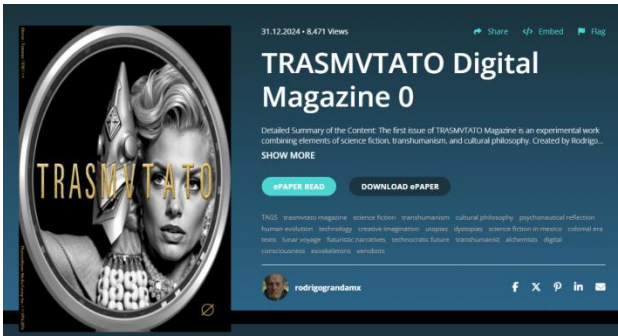 31.12.2024 • 8,471 Views
Share
Embed
Flag
TRASMVTATO Digital
Magazine 0
Detailed Summary of the Content: The first issue of TRASMVTATO Magazine is an experimental work
combining elements of science fiction, transhumanism, and cultural philosophy. Created by Rodrigo...
SHOW MORE
ePAPER READ
DOWNLOAD ePAPER
TAGS trasmvtato magazine science fiction transhumanism cultural philosophy psychonautical reflection
human evolution technology creative imagination utopias dystopias science fiction in mexico colonial era
texts lunar voyage futuristic narratives technocratic future transhumanist alchemists digital
consciousness exoskeletons xenobots
rodrigograndamx
TRASMVTATO